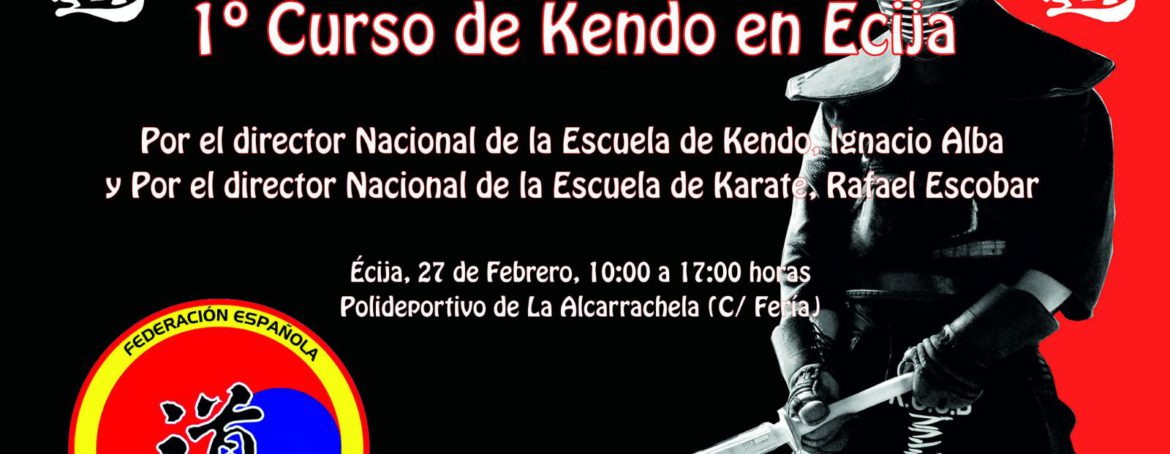 1º Curso de Kendo en Ecija
Por el director Nacional de la Escuela de Kendo, Ignacio Alba
y Por el director Nacional de la Escuela de Karate, Rafael Escobar
Écija, 27 de Febrero, 10:00 a 17:00 horas
Polideportivo de La Alcarrachela (C/ Fería)
FEDERACIÓN ESPAÑOLA
道